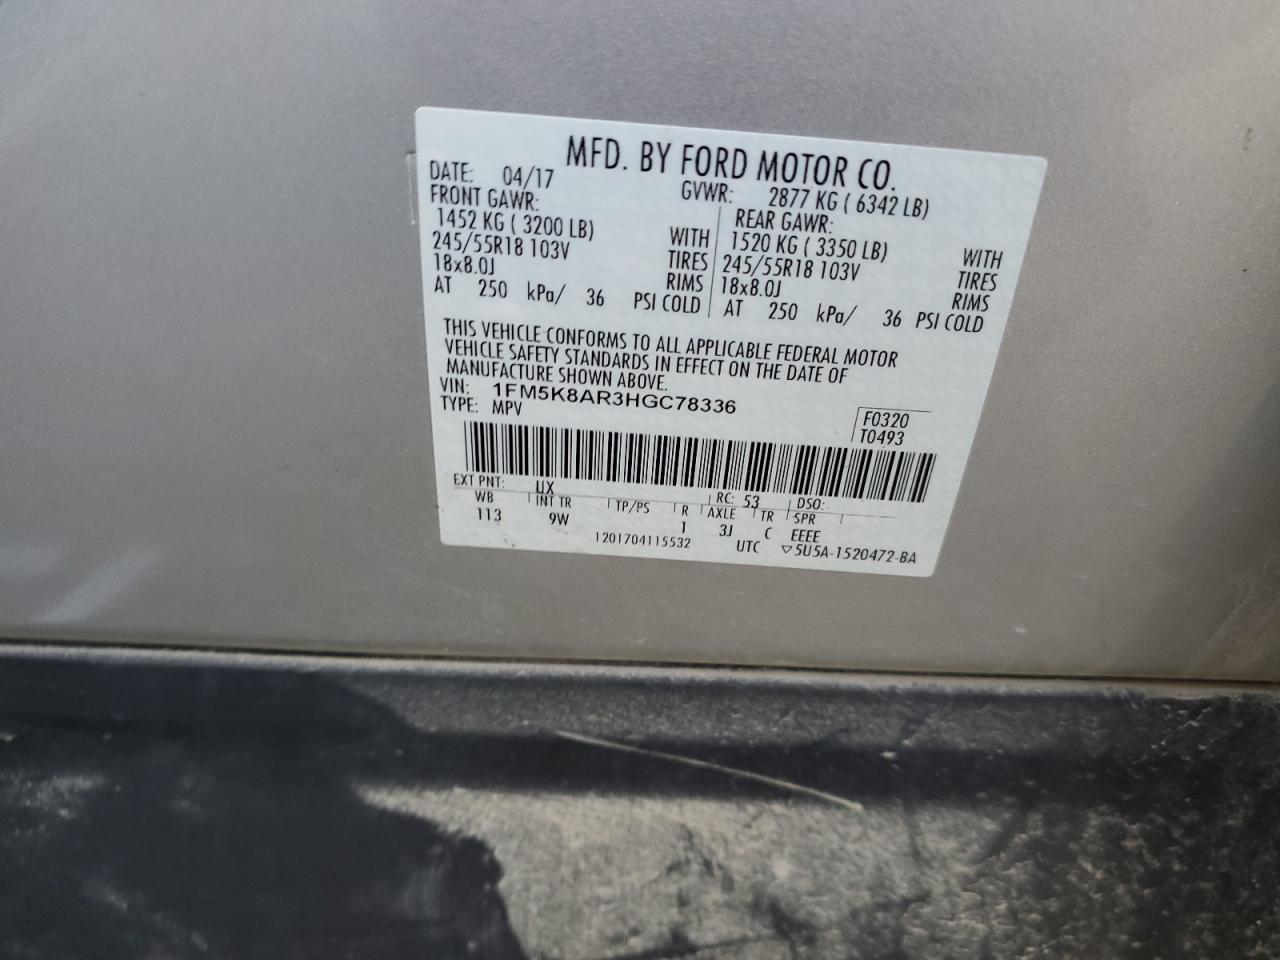 MFD. BY FORD MOTOR CO.
DATE: 04/17 GVWR: 2877 KG ( 6342 LB)
FRONT GAWR: REAR GAWR:
1452 KG ( 3200 LB) WITH 1520 KG ( 3350 LB) WITH
245/55R18 103V TIRES 245/55R18 103V TIRES
18x8.0J RIMS 18x8.0J RIMS
AT 250 kPa/ 36 PSI COLD AT 250 kPa/ 36 PSI COLD
THIS VEHICLE CONFORMS TO ALL APPLICABLE FEDERAL MOTOR
VEHICLE SAFETY STANDARDS IN EFFECT ON THE DATE OF
MANUFACTURE SHOWN ABOVE.
VIN: 1FM5K8AR3HGC78336
TYPE: MPV
F0320
T0493
EXT PNT: UX RC: 53 DSO:
WB INT TR TP/PS R AXLE TR SPR
113 9W 1 3J C EEEE
1201704115532 UTC ▽5U5A-1520472-BA